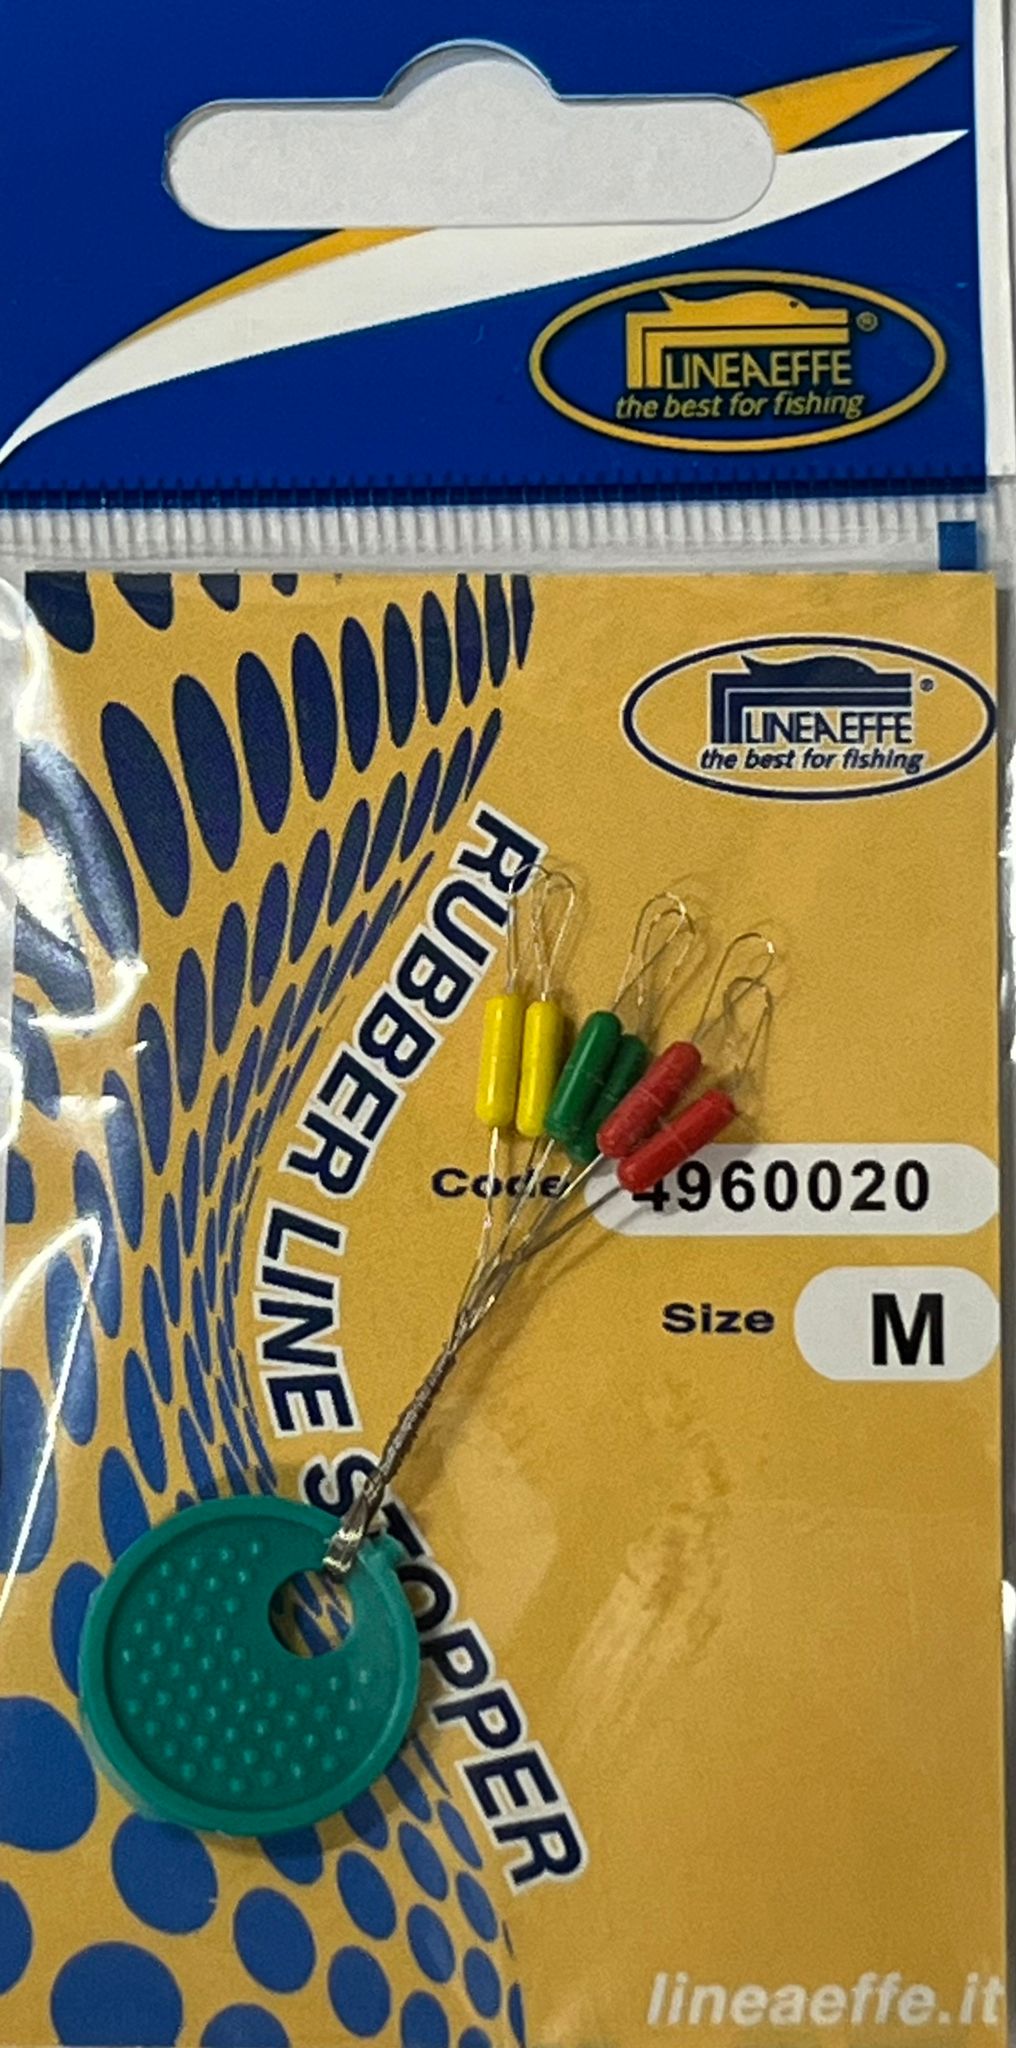 LINEAEFFE ®
the best for fishing
LINEAEFFE ®
the best for fishing
RUBBER LINE STOPPER
Code 4960020
Size M
lineaeffe.it